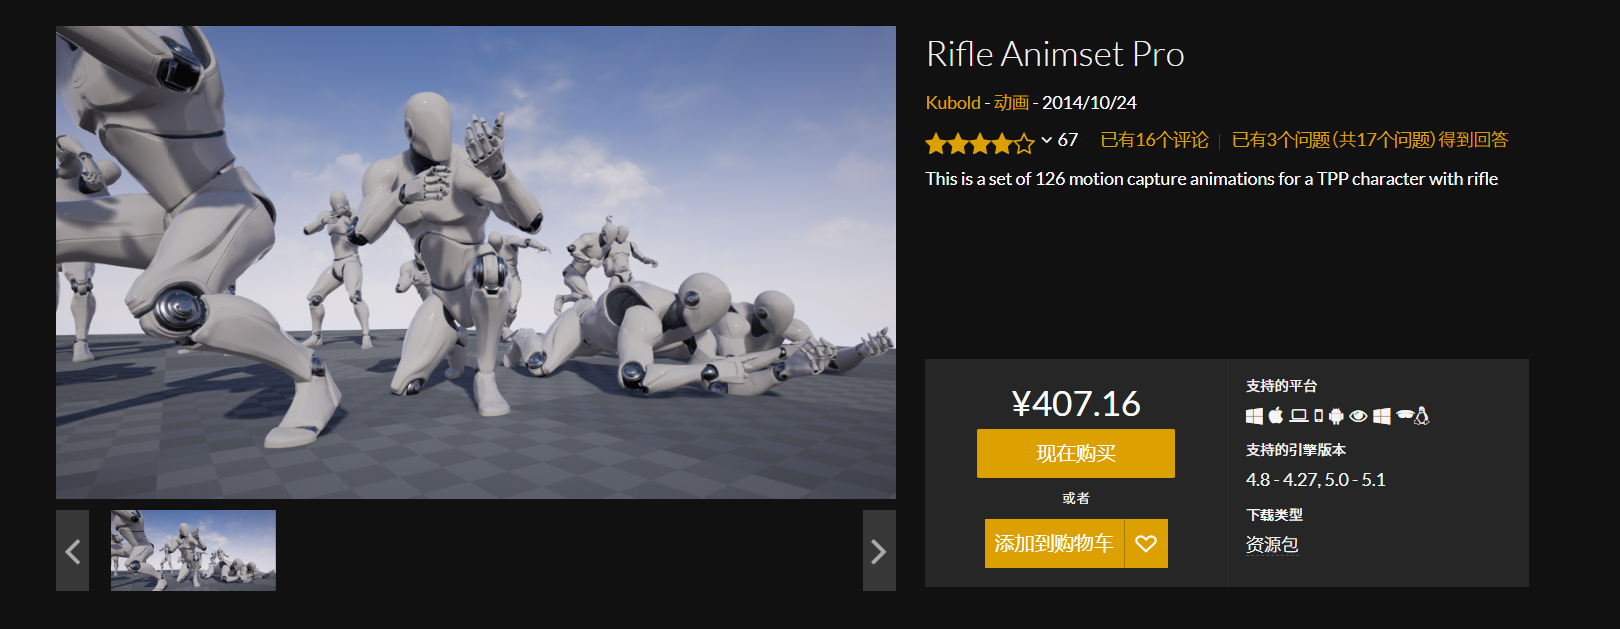 Rifle Animset Pro
Kubold - 动画 - 2014/10/24
67 已有16个评论 | 已有3个问题(共17个问题)得到回答
This is a set of 126 motion capture animations for a TPP character with rifle
¥407.16
现在购买
或者
添加到购物车
支持的平台
支持的引擎版本
4.8 - 4.27, 5.0 - 5.1
下载类型
资源包